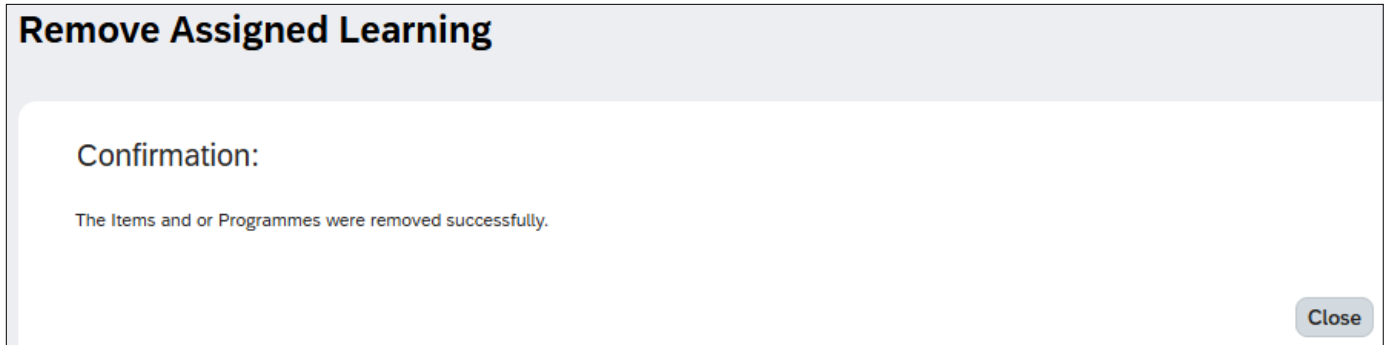 Remove Assigned Learning
Confirmation:
The Items and or Programmes were removed successfully.
Close